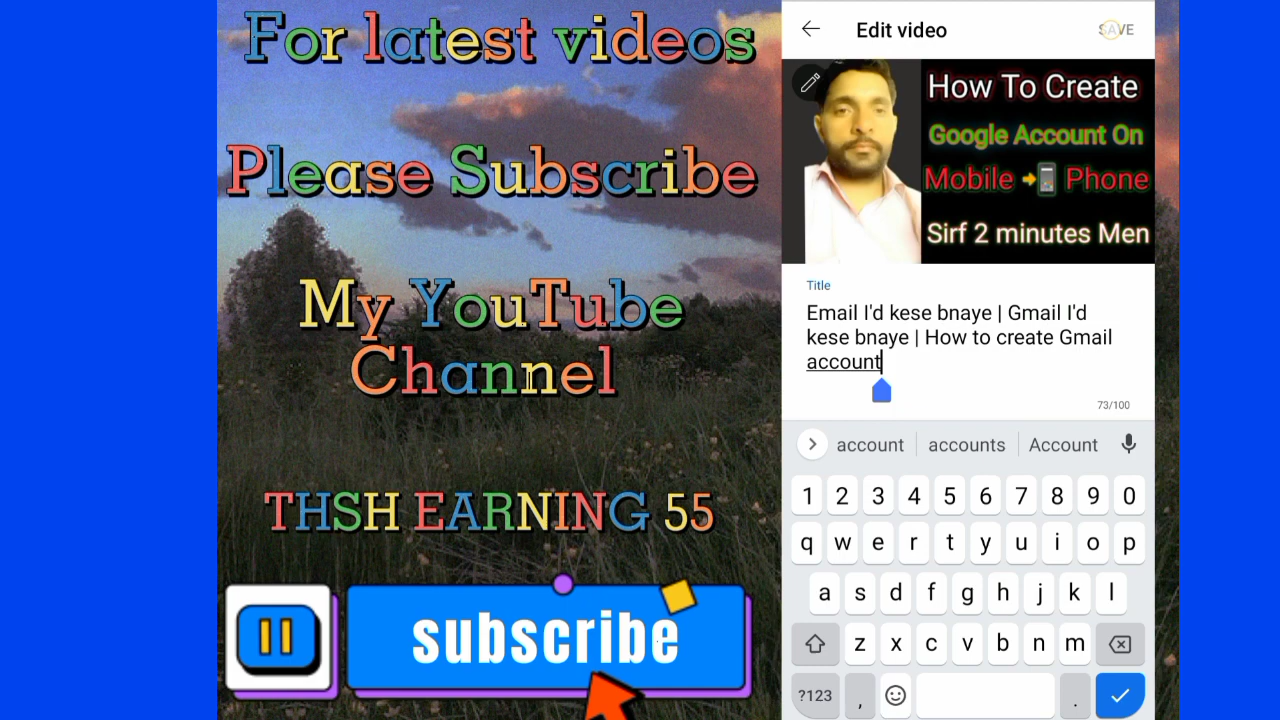 For latest videos
Please Subscribe
My YouTube
Channel
THSH EARNING 55
subscribe
Edit video
SAVE
How To Create
Google Account On
Mobile Phone
Sirf 2 minutes Men
Title
Email I'd kese bnaye | Gmail I'd
kese bnaye | How to create Gmail
account
73/100
account accounts Account
1 2 3 4 5 6 7 8 9 0
q w e r t y u i o p
a s d f g h j k l
z x c v b n m
?123 , .